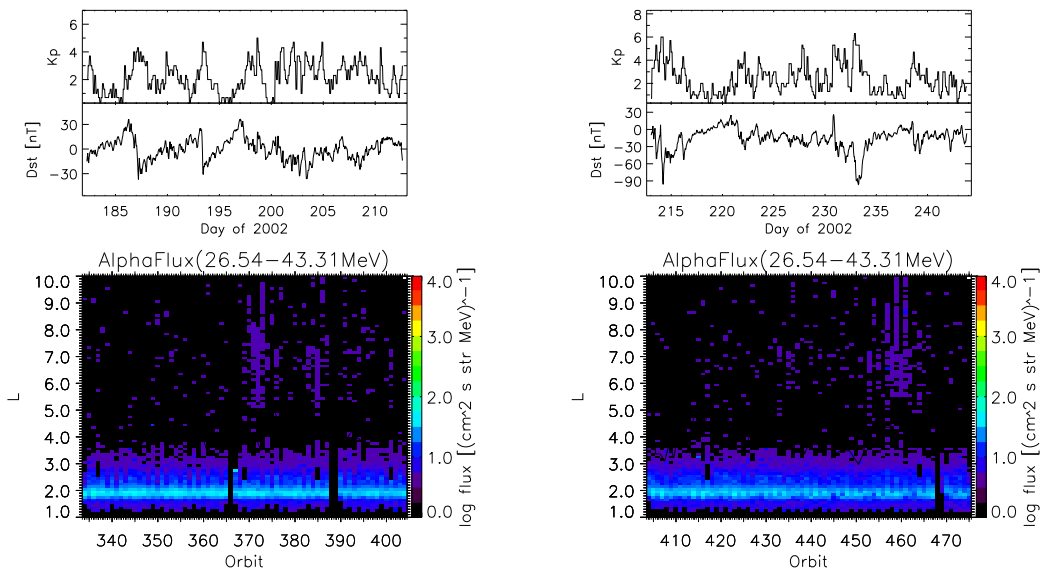 6
4
2
Kp
30
0
−30
Dst [nT]
185 190 195 200 205 210
Day of 2002
AlphaFlux(26.54−43.31MeV)
10.0
9.0
8.0
7.0
6.0
5.0
4.0
3.0
2.0
1.0
L
340 350 360 370 380 390 400
Orbit
4.0
3.0
2.0
1.0
0.0
log flux [(cm^2 s str MeV)^−1]
8
6
4
2
Kp
30
0
−30
−60
−90
Dst [nT]
215 220 225 230 235 240
Day of 2002
AlphaFlux(26.54−43.31MeV)
10.0
9.0
8.0
7.0
6.0
5.0
4.0
3.0
2.0
1.0
L
410 420 430 440 450 460 470
Orbit
4.0
3.0
2.0
1.0
0.0
log flux [(cm^2 s str MeV)^−1]